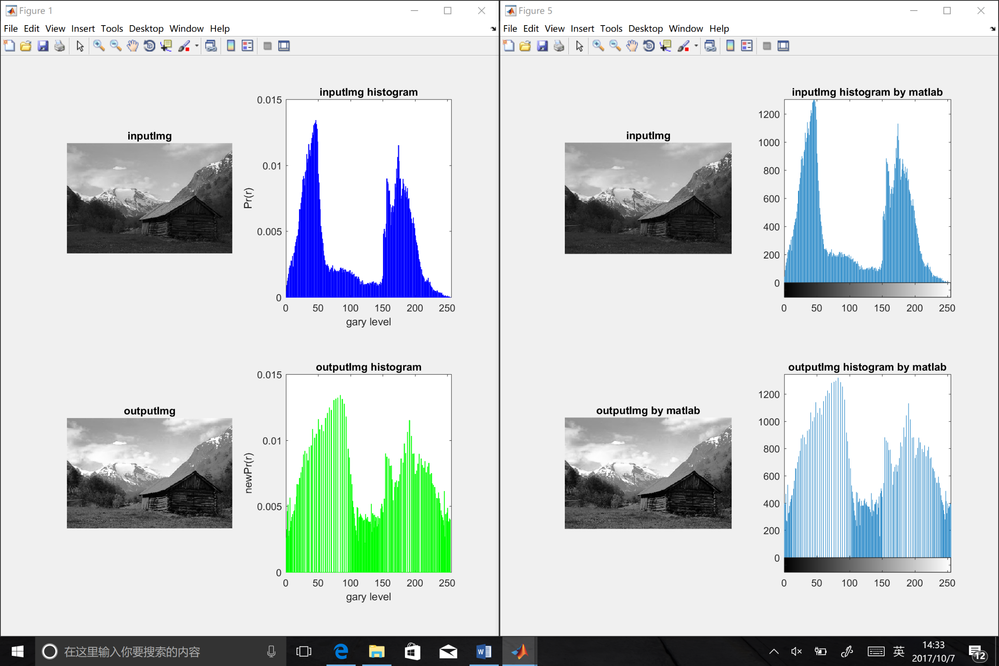 Figure 1
File Edit View Insert Tools Desktop Window Help
inputImg
inputImg histogram
0.015
0.01
0.005
0
Pr(r)
0 50 100 150 200 250
gary level
outputImg
outputImg histogram
0.015
0.01
0.005
0
newPr(r)
0 50 100 150 200 250
gary level
Figure 5
File Edit View Insert Tools Desktop Window Help
inputImg
inputImg histogram by matlab
1200
1000
800
600
400
200
0
0 50 100 150 200 250
outputImg by matlab
outputImg histogram by matlab
1200
1000
800
600
400
200
0
0 50 100 150 200 250
在这里输入你要搜索的内容
W
英
14:33
2017/10/7
12